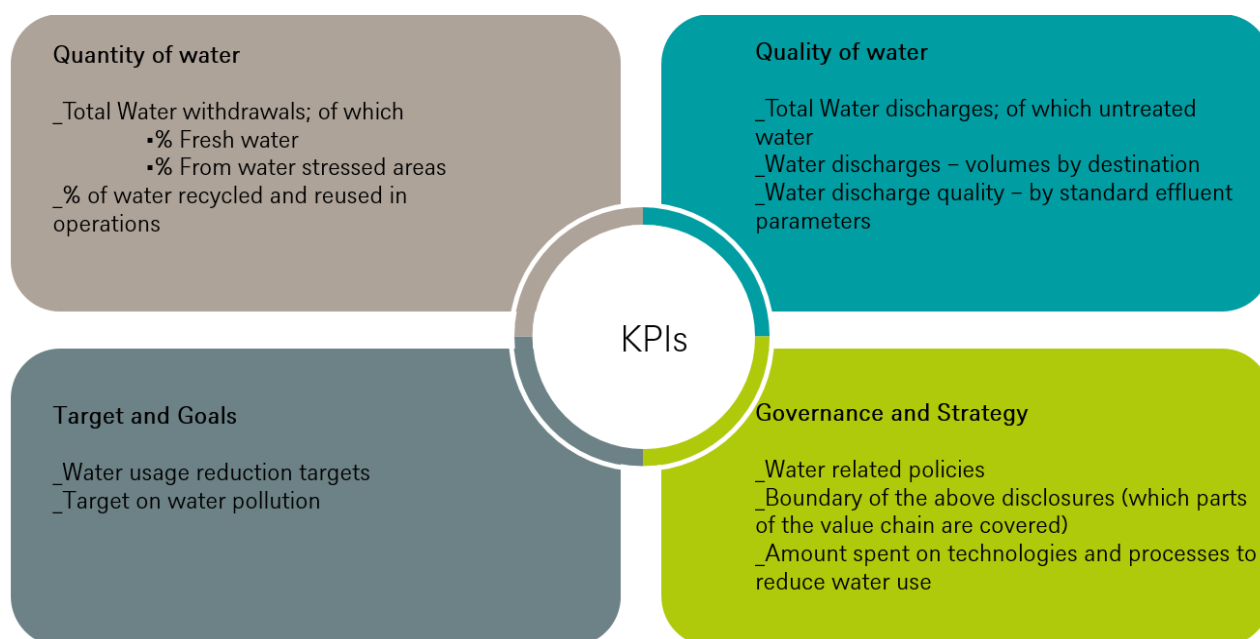 Quantity of water
_Total Water withdrawals; of which
▪% Fresh water
▪% From water stressed areas
_% of water recycled and reused in
operations
Quality of water
_Total Water discharges; of which untreated
water
_Water discharges – volumes by destination
_Water discharge quality – by standard effluent
parameters
KPIs
Target and Goals
_Water usage reduction targets
_Target on water pollution
Governance and Strategy
_Water related policies
_Boundary of the above disclosures (which parts
of the value chain are covered)
_Amount spent on technologies and processes to
reduce water use